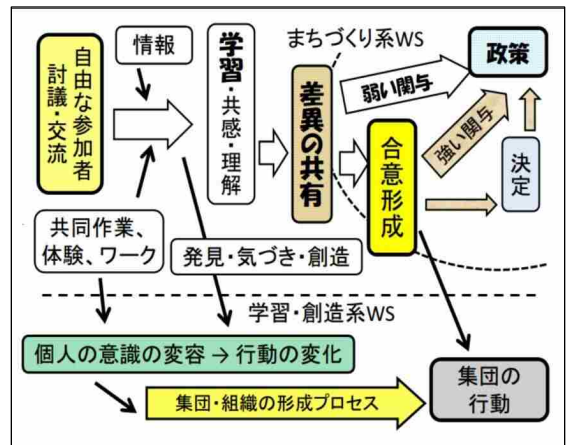 自由な参加者
討議・交流
情報
学習・共感・理解
まちづくり系WS
差異の共有
弱い関与
政策
合意形成
強い関与
決定
共同作業、
体験、ワーク
発見・気づき・創造
学習・創造系WS
個人の意識の変容 → 行動の変化
集団・組織の形成プロセス
集団の
行動